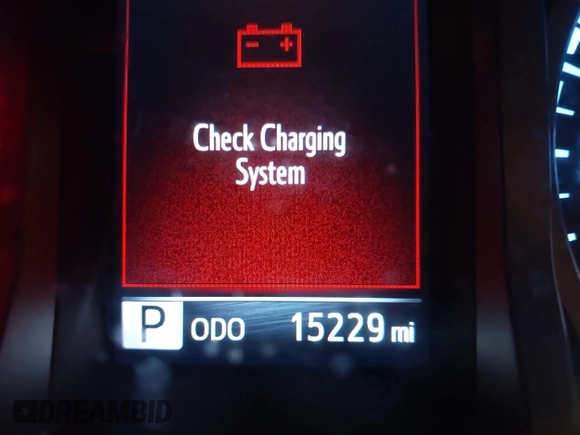 Check Charging
System
P ODO 15229 mi
DREAMBID